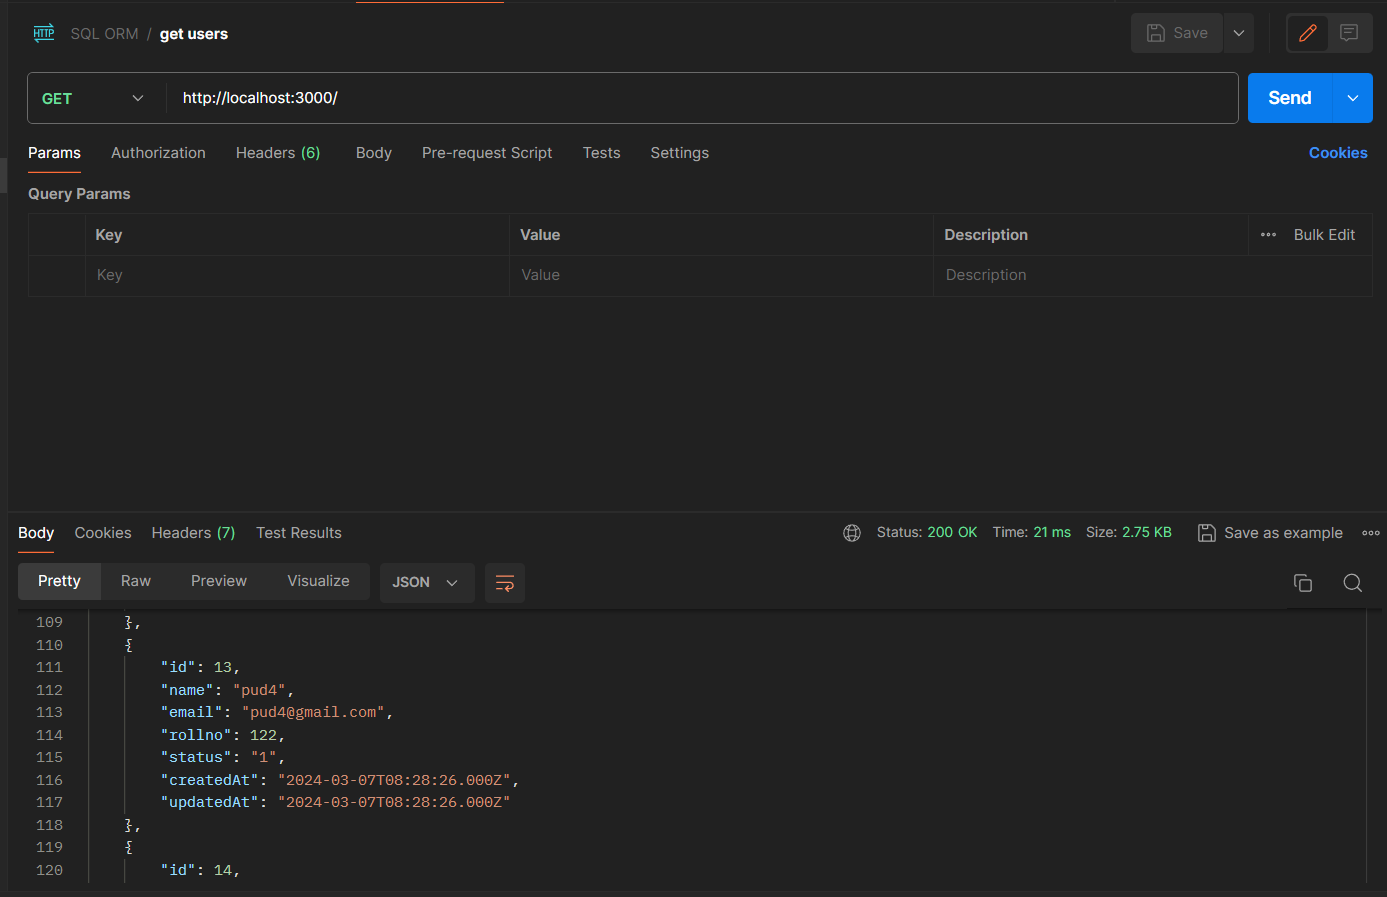 HTTP SQL ORM / get users Save
GET http://localhost:3000/ Send
Params Authorization Headers (6) Body Pre-request Script Tests Settings Cookies
Query Params
Key Value Description Bulk Edit
Key Value Description
Body Cookies Headers (7) Test Results Status: 200 OK Time: 21 ms Size: 2.75 KB Save as example
Pretty Raw Preview Visualize JSON
109 },
110 {
111 "id": 13,
112 "name": "pud4",
113 "email": "pud4@gmail.com",
114 "rollno": 122,
115 "status": "1",
116 "createdAt": "2024-03-07T08:28:26.000Z",
117 "updatedAt": "2024-03-07T08:28:26.000Z"
118 },
119 {
120 "id": 14,